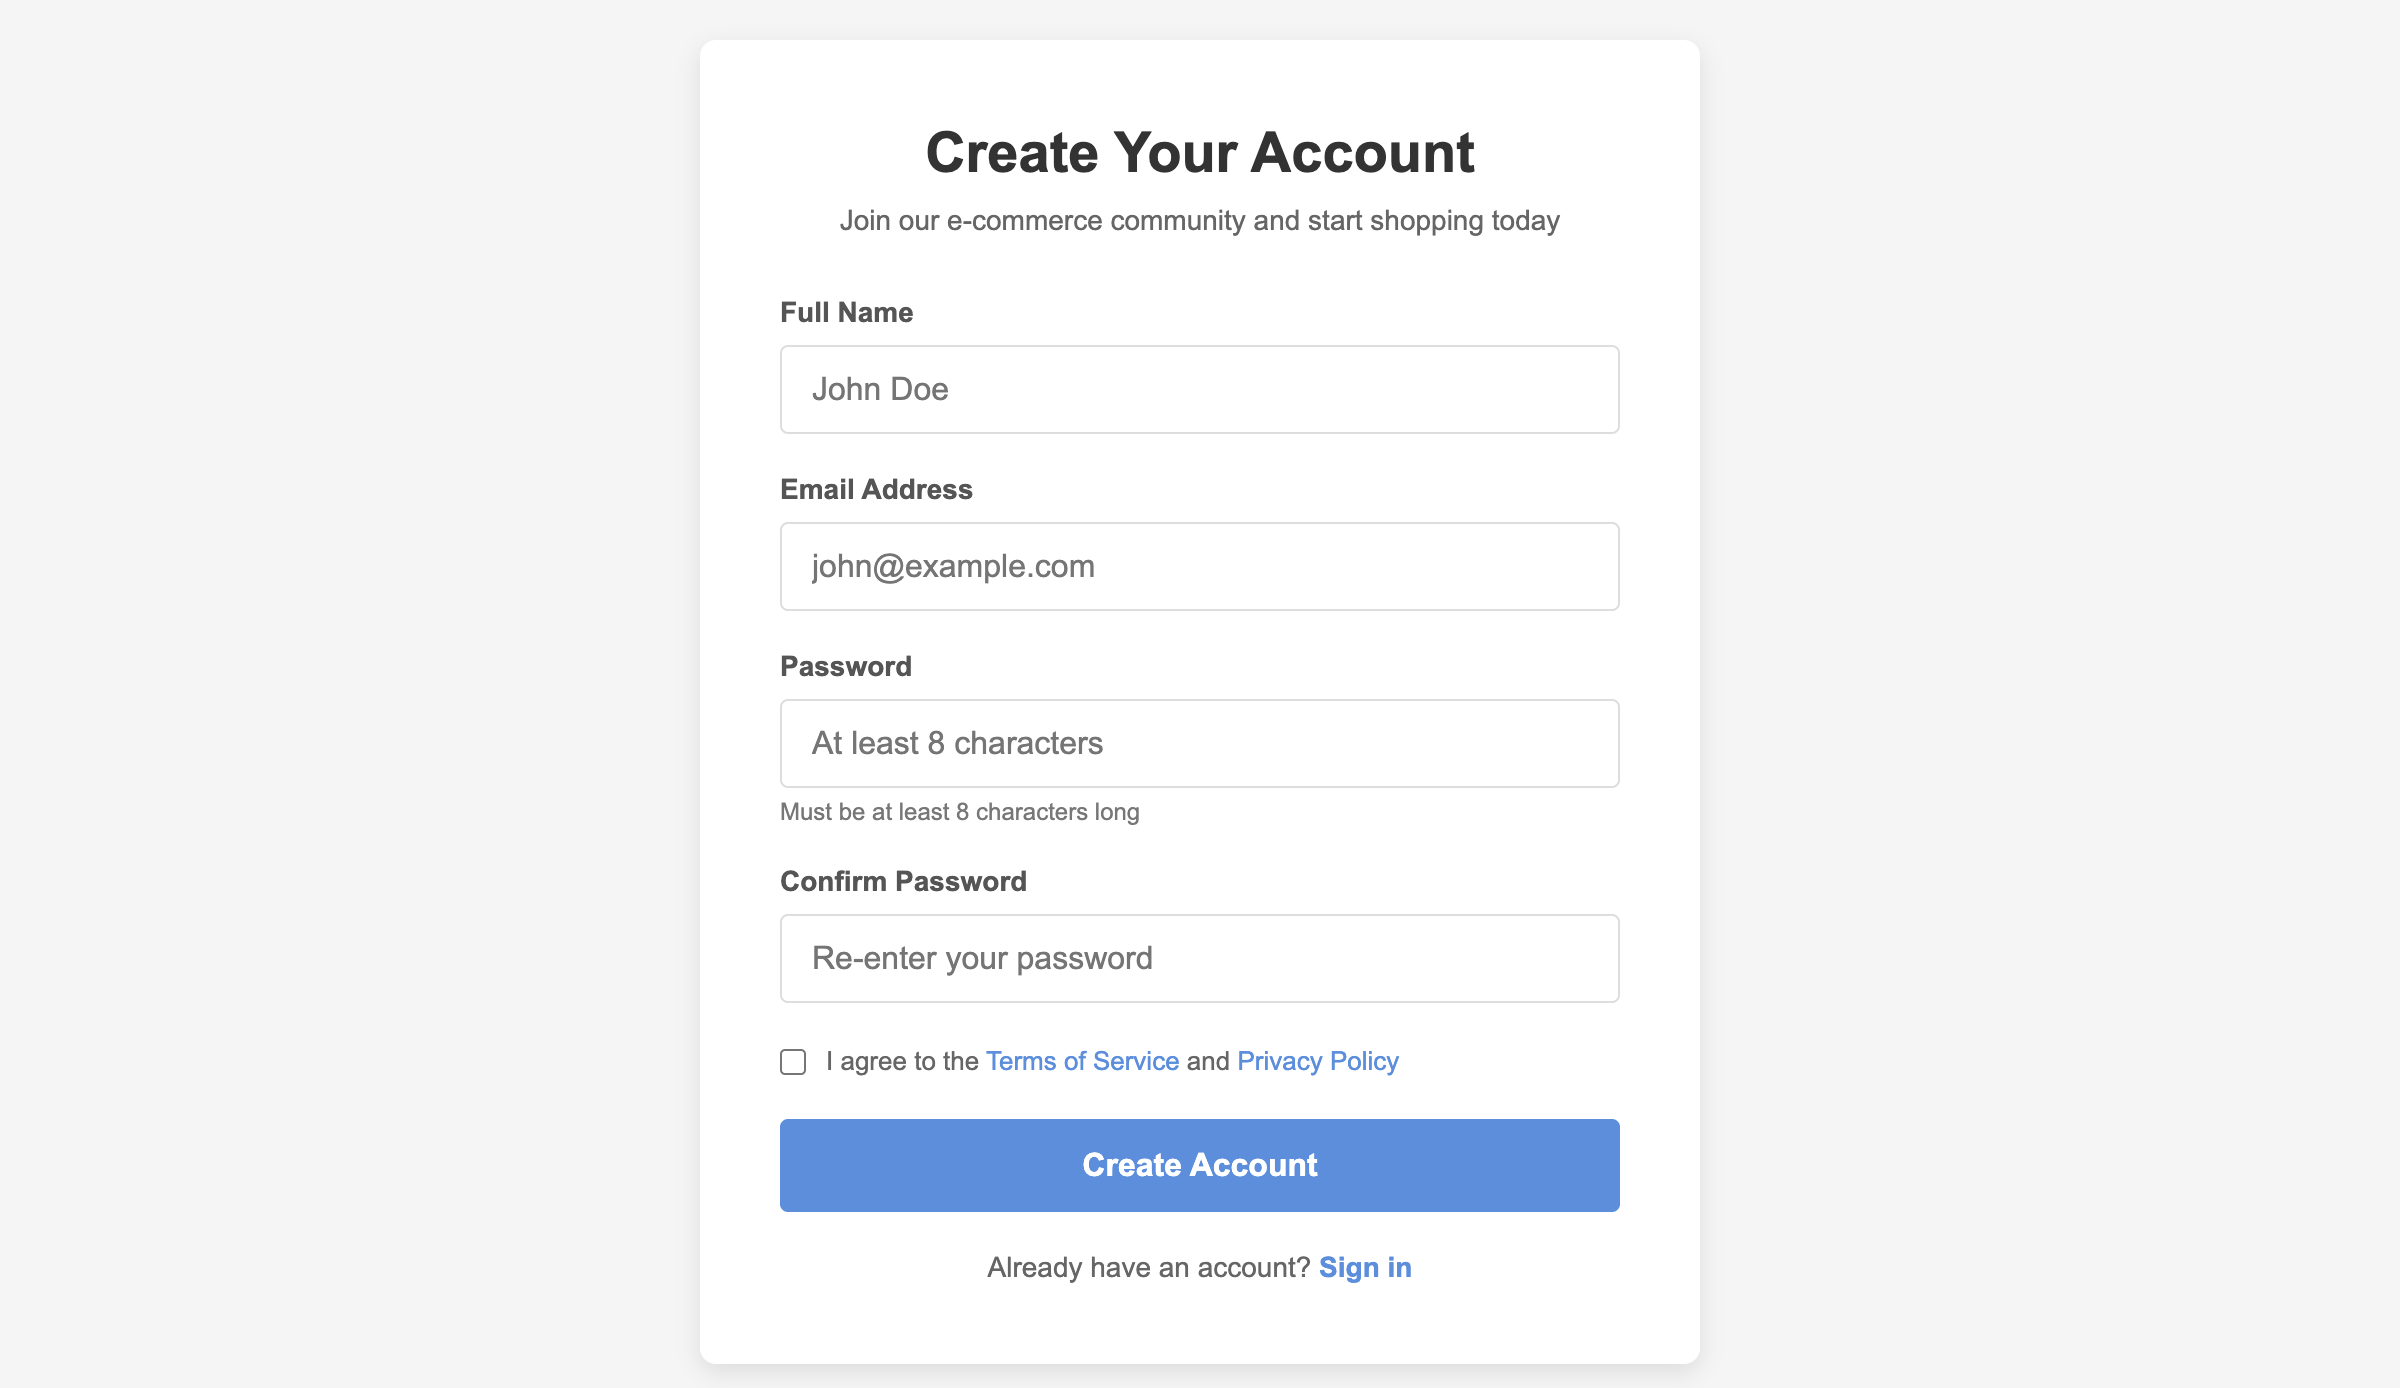 Create Your Account
Join our e-commerce community and start shopping today
Full Name
John Doe
Email Address
john@example.com
Password
At least 8 characters
Must be at least 8 characters long
Confirm Password
Re-enter your password
I agree to the Terms of Service and Privacy Policy
Create Account
Already have an account? Sign in